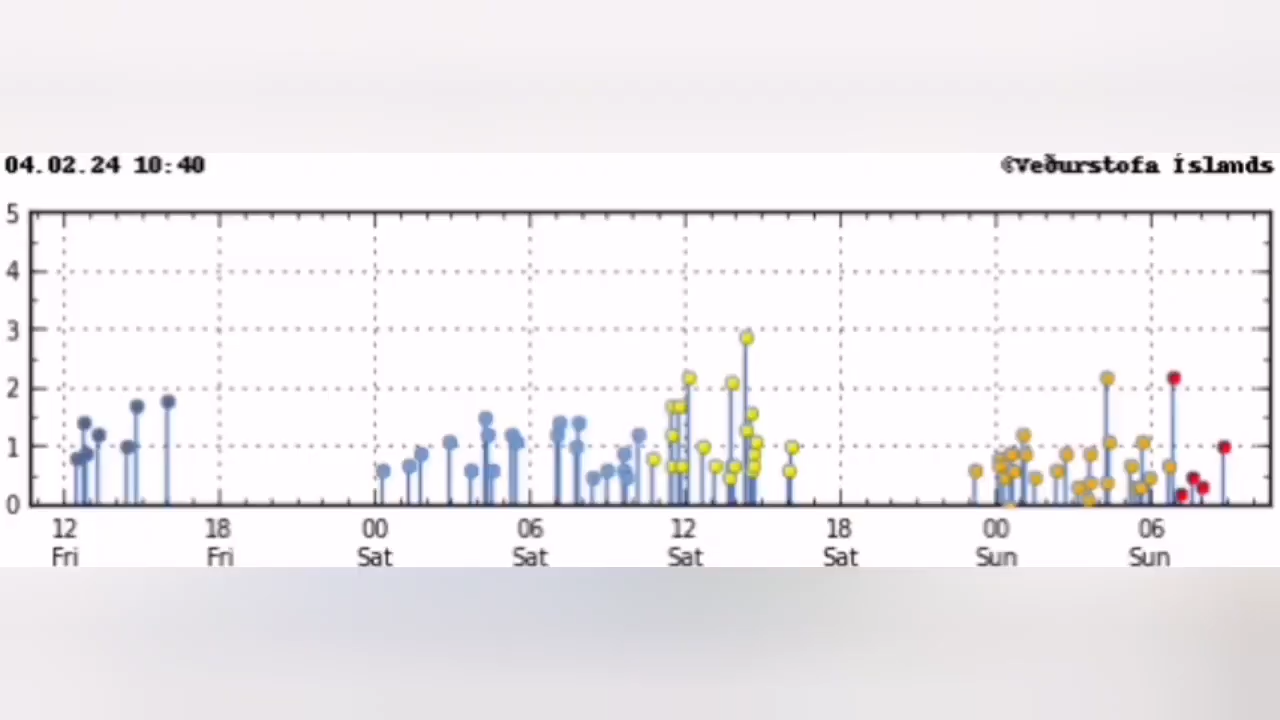 04.02.24 10:40 ©Veðurstofa Íslands
5
4
3
2
1
0
12 18 00 06 12 18 00 06
Fri Fri Sat Sat Sat Sat Sun Sun